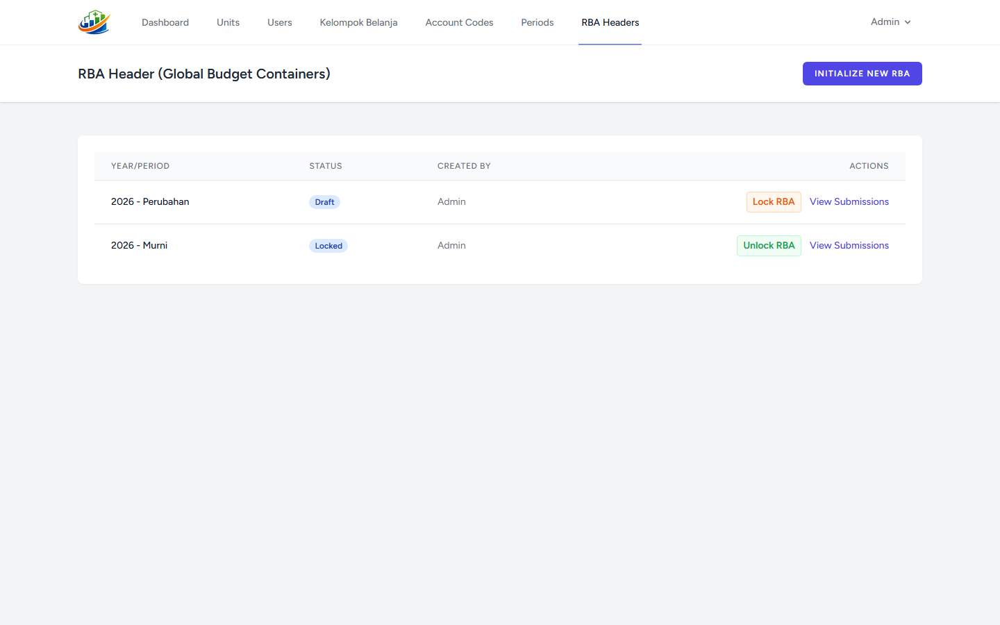 Dashboard Units Users Kelompok Belanja Account Codes Periods RBA Headers Admin
RBA Header (Global Budget Containers) INITIALIZE NEW RBA
YEAR/PERIOD STATUS CREATED BY ACTIONS
2026 - Perubahan Draft Admin Lock RBA View Submissions
2026 - Murni Locked Admin Unlock RBA View Submissions